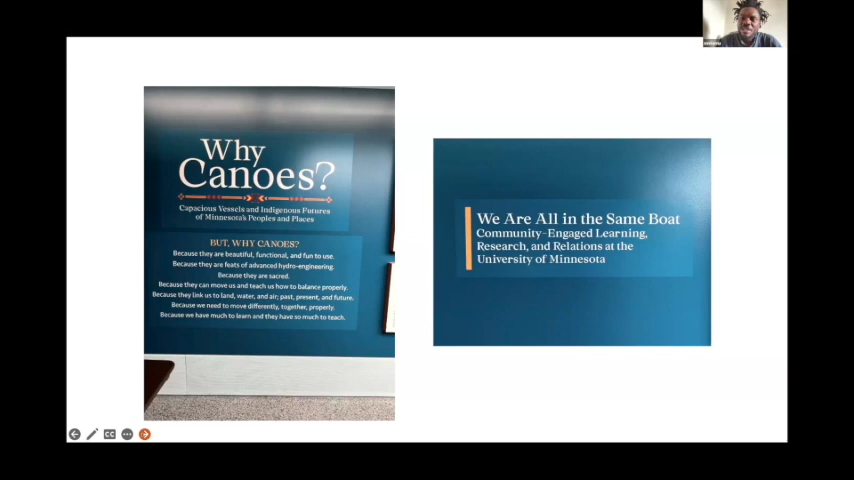 Why
Canoes?
Capacious Vessels and Indigenous Futures
of Minnesota's Peoples and Places
BUT, WHY CANOES?
Because they are beautiful, functional, and fun to use.
Because they are feats of advanced hydro-engineering.
Because they are sacred.
Because they can move us and teach us how to balance properly.
Because they link us to land, water, and air; past, present, and future.
Because we need to move differently, together, properly.
Because we have much to learn and they have so much to teach.
We Are All in the Same Boat
Community-Engaged Learning,
Research, and Relations at the
University of Minnesota
CC